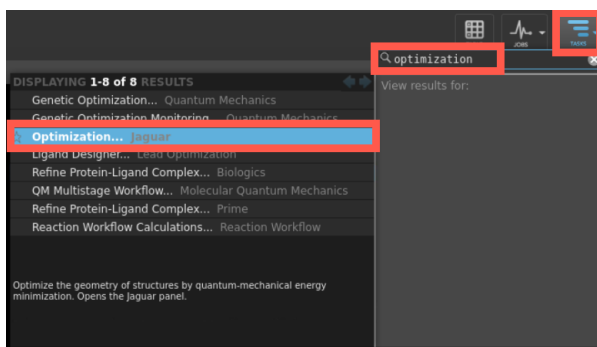 JOBS
TASKS
optimization
DISPLAYING 1-8 of 8 RESULTS
View results for:
Genetic Optimization... Quantum Mechanics
Genetic Optimization Monitoring... Quantum Mechanics
Optimization... Jaguar
Ligand Designer... Lead Optimization
Refine Protein-Ligand Complex... Biologics
QM Multistage Workflow... Molecular Quantum Mechanics
Refine Protein-Ligand Complex... Prime
Reaction Workflow Calculations... Reaction Workflow
Optimize the geometry of structures by quantum-mechanical energy
minimization. Opens the Jaguar panel.